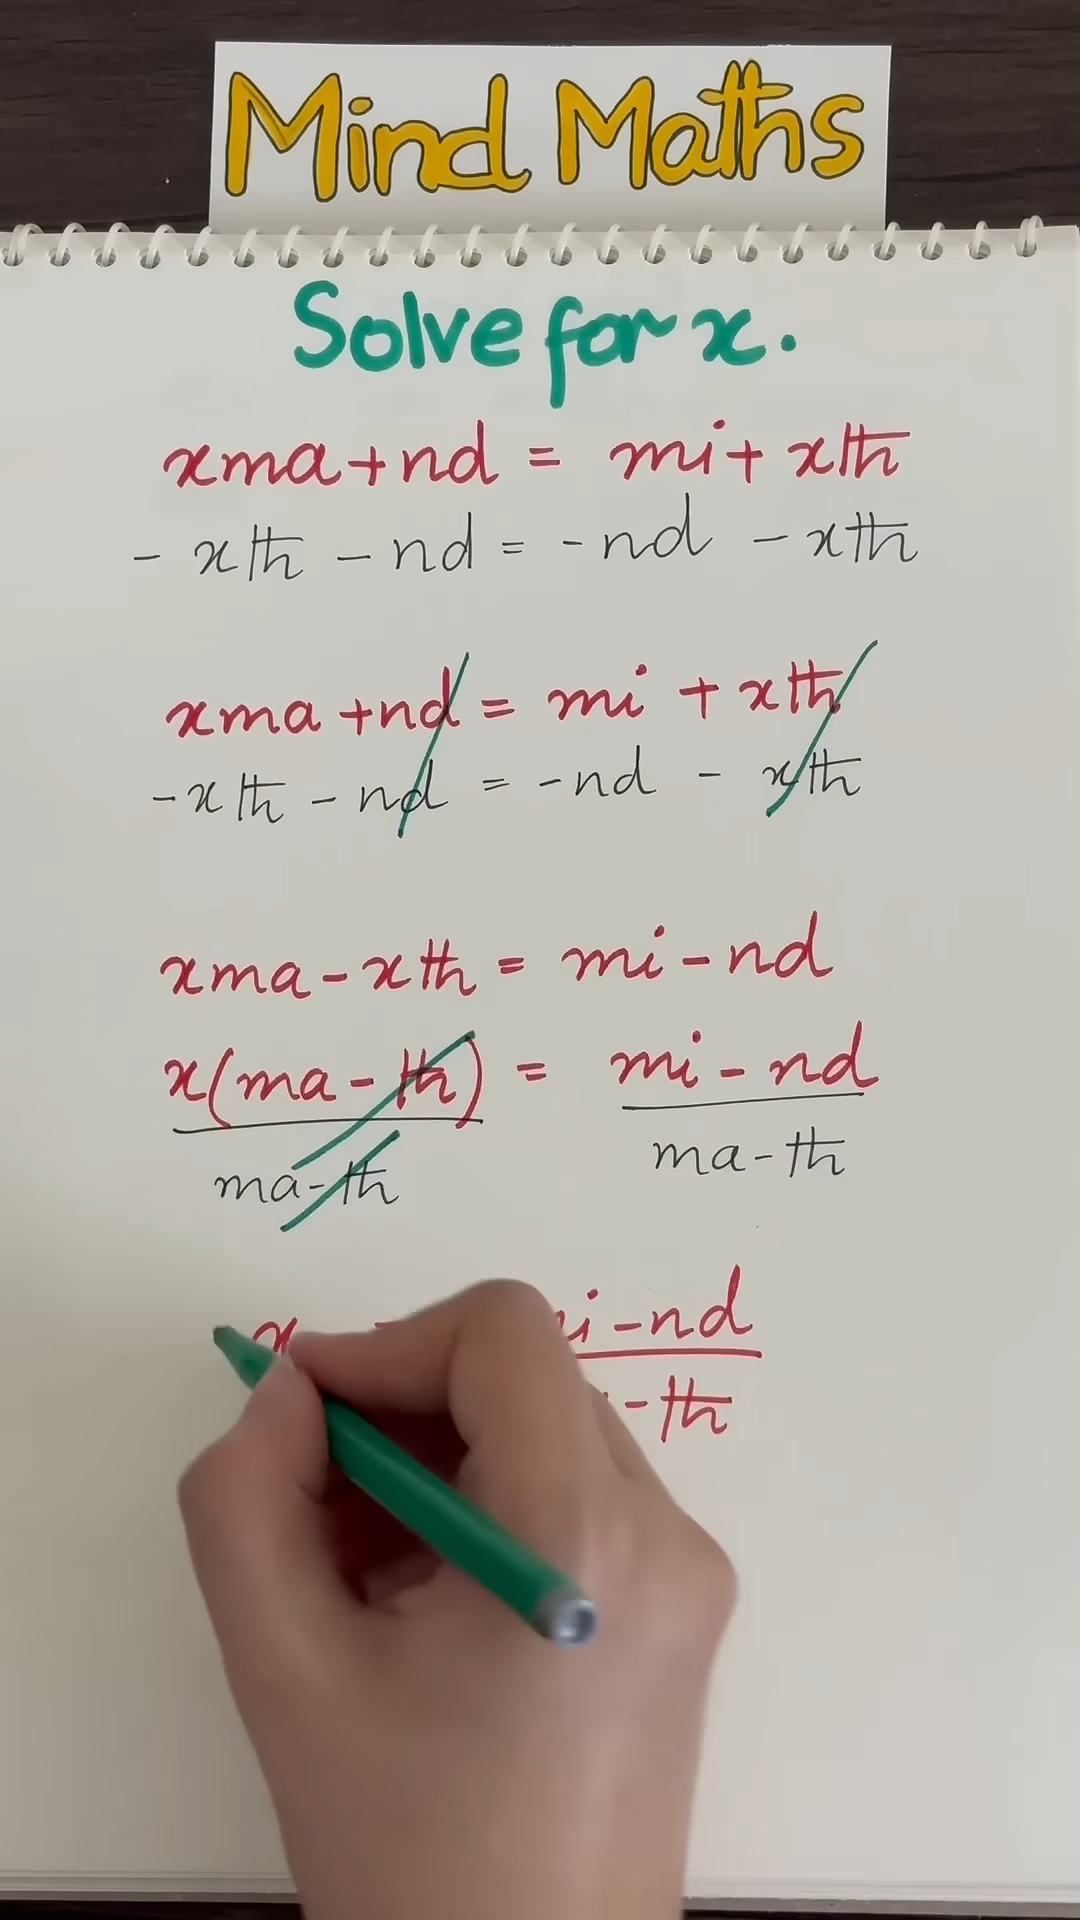 Mind Maths
Solve for x.
xma+nd = mi + xth
- xth - nd = - nd - xth
xma +nd = mi + xth
-xth - nd = -nd - xth
xma - xth = mi - nd
x(ma - th) = mi - nd
ma-th ma-th
x i - nd
- th